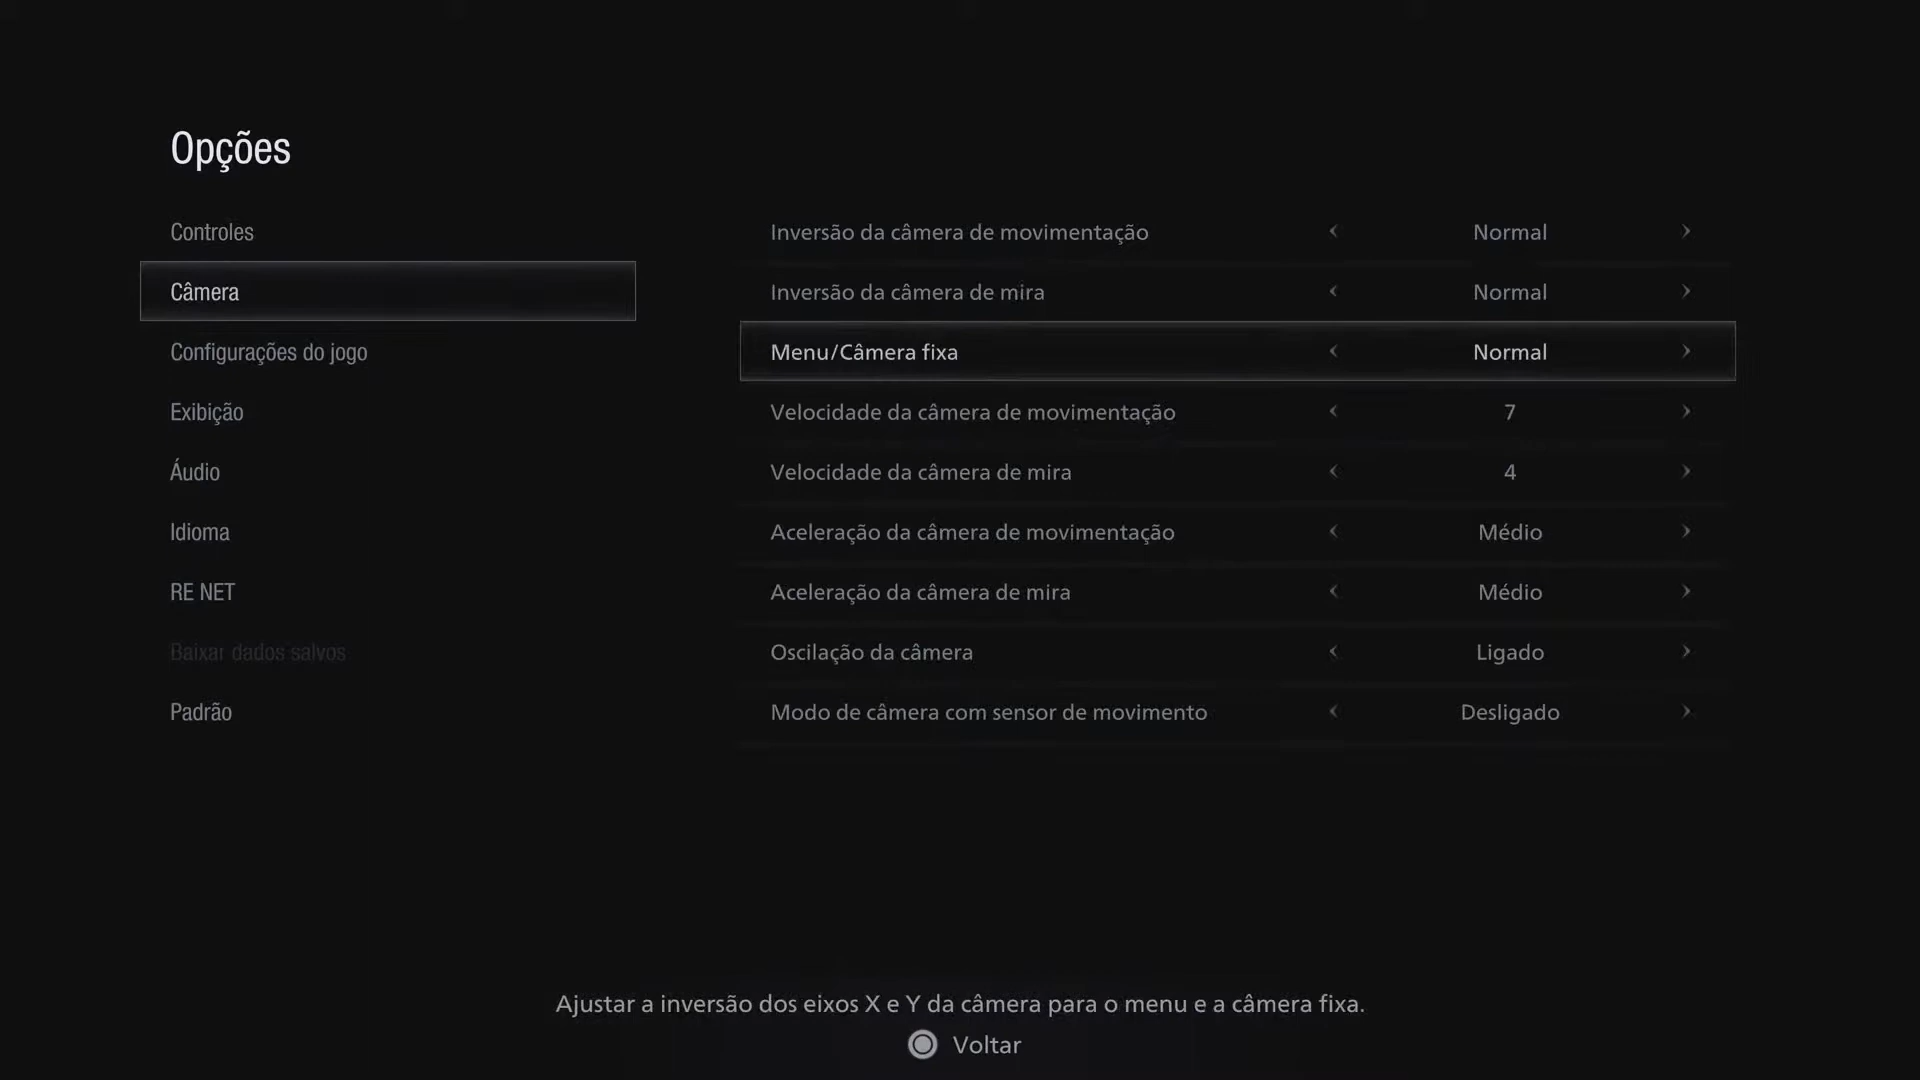 Opções
Controles
Câmera
Configurações do jogo
Exibição
Áudio
Idioma
RE NET
Baixar dados salvos
Padrão
Inversão da câmera de movimentação Normal
Inversão da câmera de mira Normal
Menu/Câmera fixa Normal
Velocidade da câmera de movimentação 7
Velocidade da câmera de mira 4
Aceleração da câmera de movimentação Médio
Aceleração da câmera de mira Médio
Oscilação da câmera Ligado
Modo de câmera com sensor de movimento Desligado
Ajustar a inversão dos eixos X e Y da câmera para o menu e a câmera fixa.
Voltar